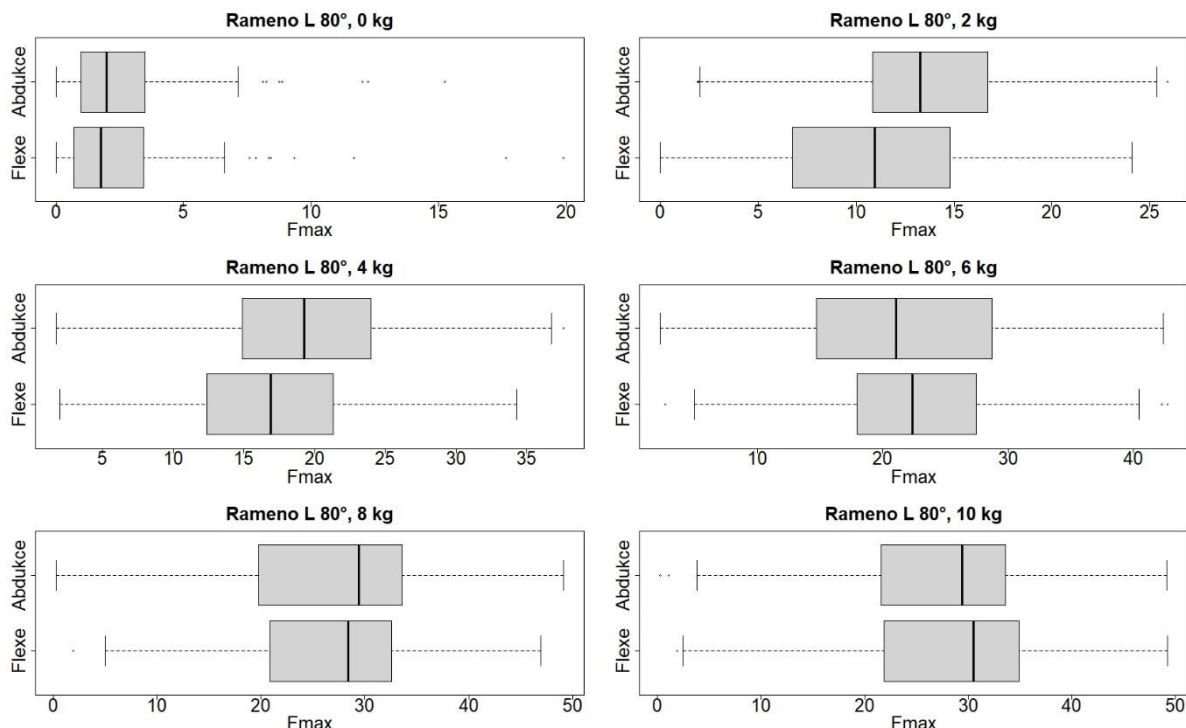 Rameno L 80°, 0 kg
Abdukce
Flexe
0 5 10 15 20
Fmax
Rameno L 80°, 2 kg
Abdukce
Flexe
0 5 10 15 20 25
Fmax
Rameno L 80°, 4 kg
Abdukce
Flexe
5 10 15 20 25 30 35
Fmax
Rameno L 80°, 6 kg
Abdukce
Flexe
10 20 30 40
Fmax
Rameno L 80°, 8 kg
Abdukce
Flexe
0 10 20 30 40 50
Fmax
Rameno L 80°, 10 kg
Abdukce
Flexe
0 10 20 30 40 50
Fmax